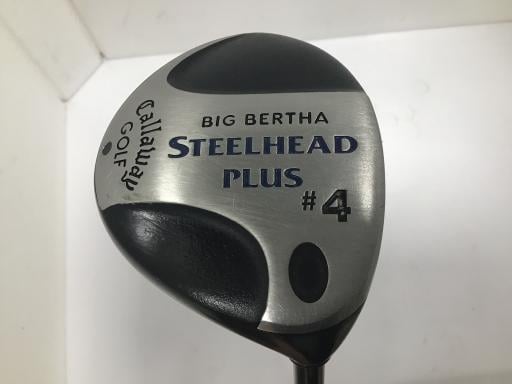 BIG BERTHA
STEELHEAD
PLUS
#4
Callaway
GOLF